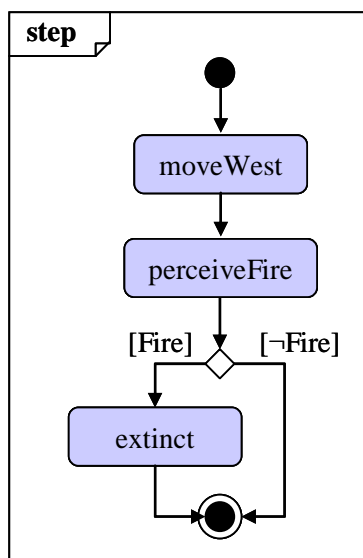 step
moveWest
perceiveFire
[Fire] [¬Fire]
extinct